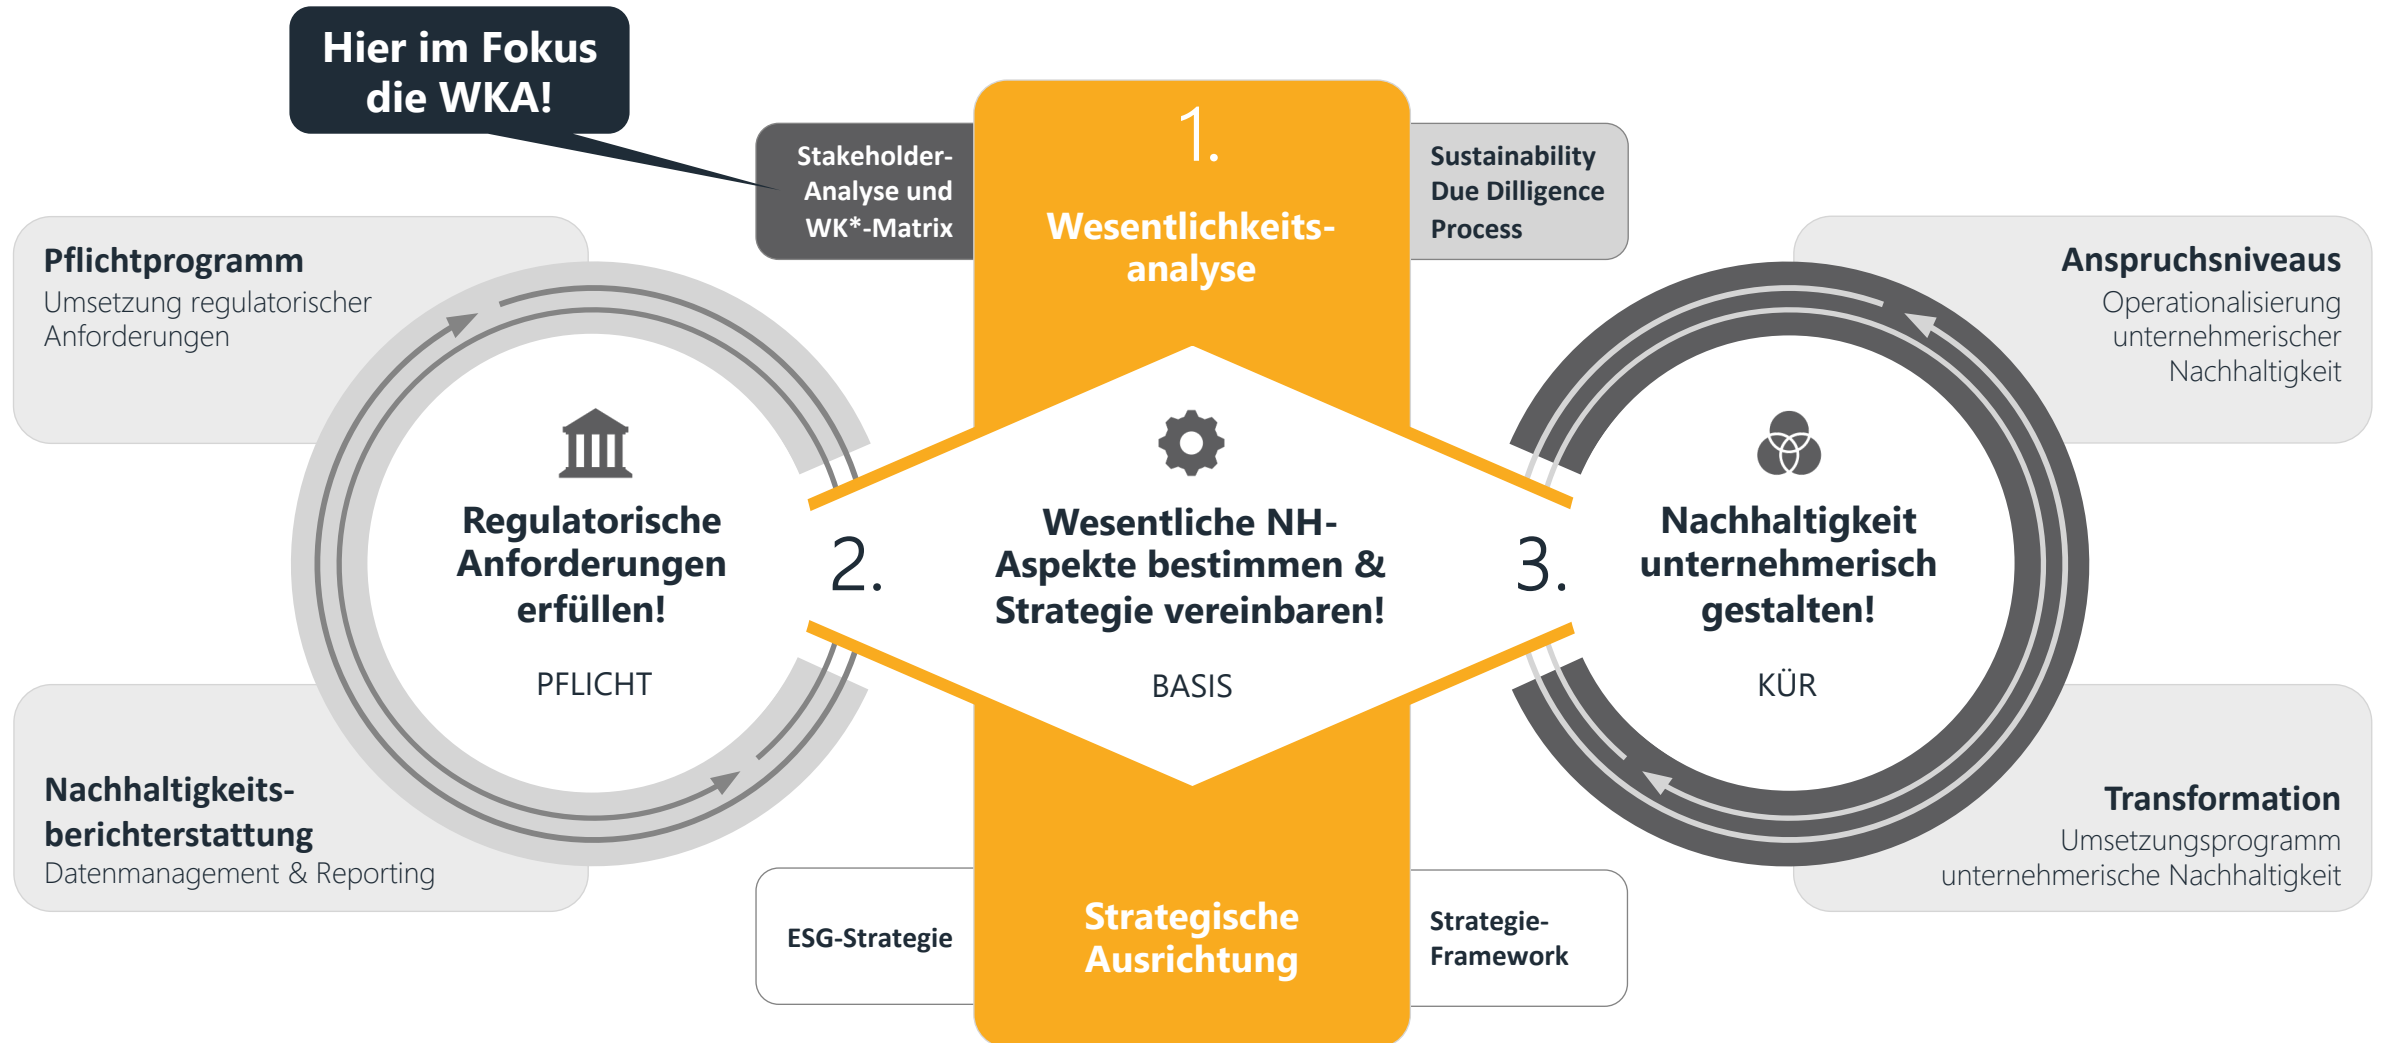 Hier im Fokus
die WKA!
1.
Wesentlichkeits-
analyse
Stakeholder-
Analyse und
WK*-Matrix
Sustainability
Due Dilligence
Process
Pflichtprogramm
Umsetzung regulatorischer
Anforderungen
Anspruchsniveaus
Operationalisierung
unternehmerischer
Nachhaltigkeit
Regulatorische
Anforderungen
erfüllen!
PFLICHT
2.
Wesentliche NH-
Aspekte bestimmen &
Strategie vereinbaren!
BASIS
3.
Nachhaltigkeit
unternehmerisch
gestalten!
KÜR
Nachhaltigkeits-
berichterstattung
Datenmanagement & Reporting
Transformation
Umsetzungsprogramm
unternehmerische Nachhaltigkeit
ESG-Strategie
Strategische
Ausrichtung
Strategie-
Framework